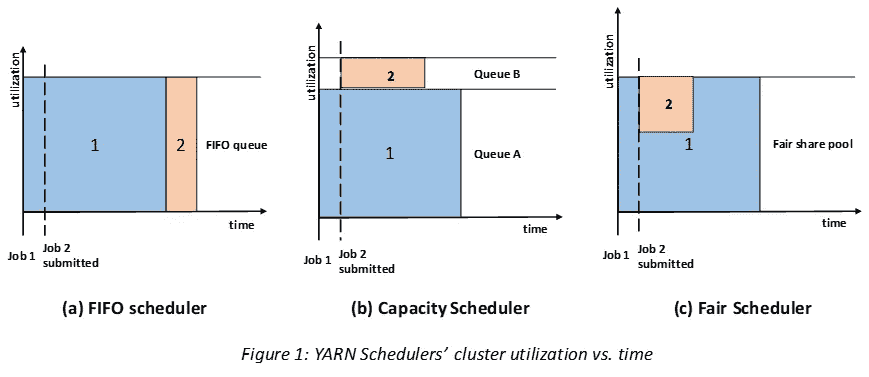 utilization
1
2
FIFO queue
time
Job 1
Job 2
submitted
(a) FIFO scheduler
utilization
2
Queue B
1
Queue A
time
Job 1
Job 2
submitted
(b) Capacity Scheduler
utilization
2
1
Fair share pool
time
Job 1
Job 2
submitted
(c) Fair Scheduler
Figure 1: YARN Schedulers’ cluster utilization vs. time